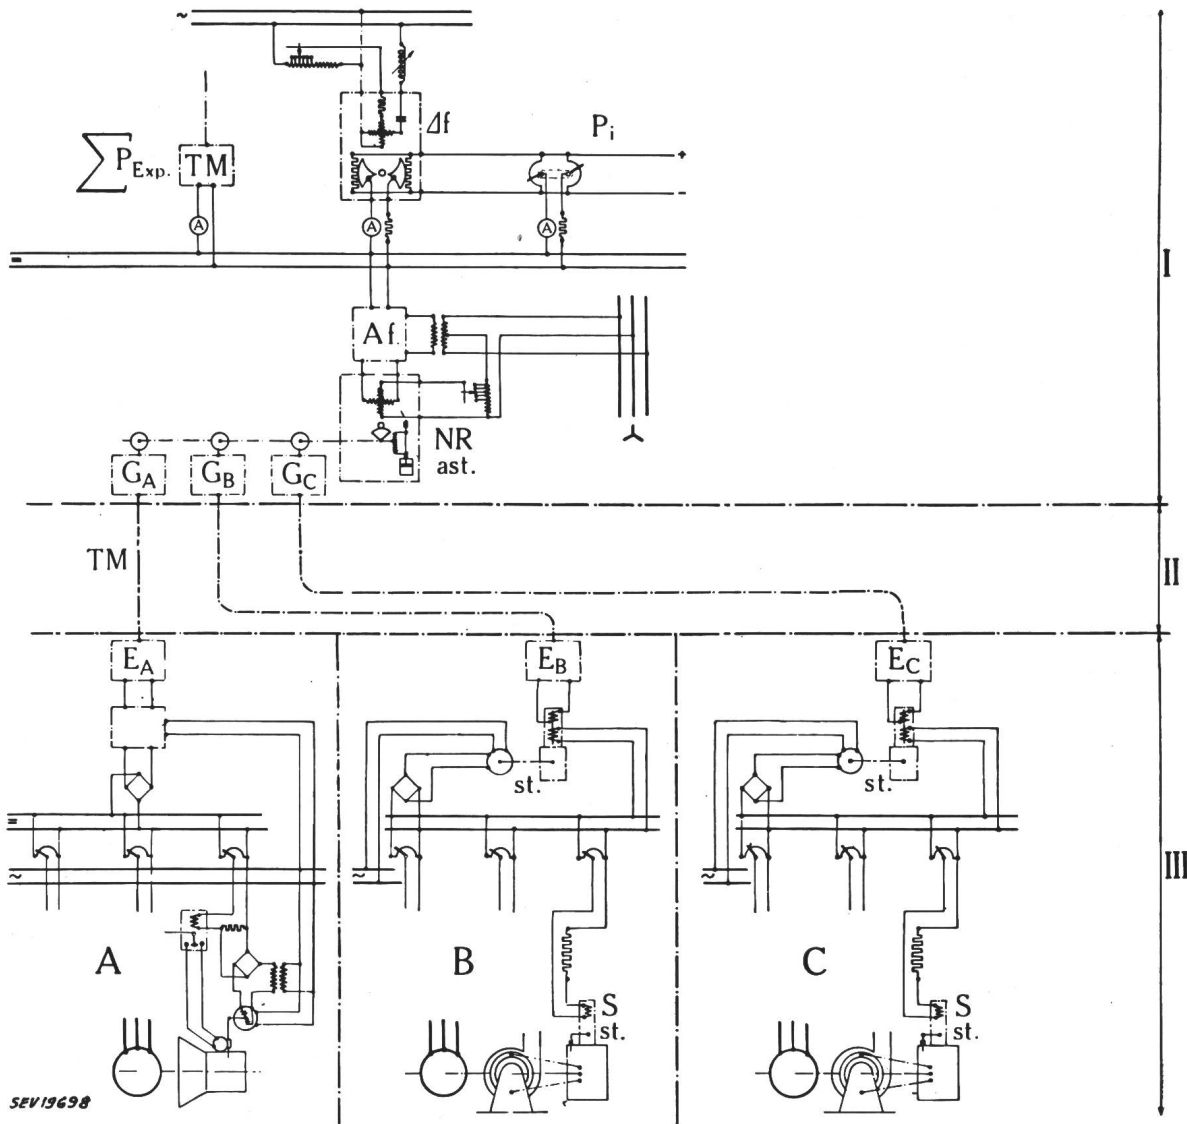 ~
Δf
P_i
∑ P_Exp.
TM
+
−
A
A
A
=
I
Af
NR
ast.
G_A
G_B
G_C
TM
II
E_A
E_B
E_C
st.
st.
=
~
~
~
III
A
B
C
S
st.
S
st.
SEV19698